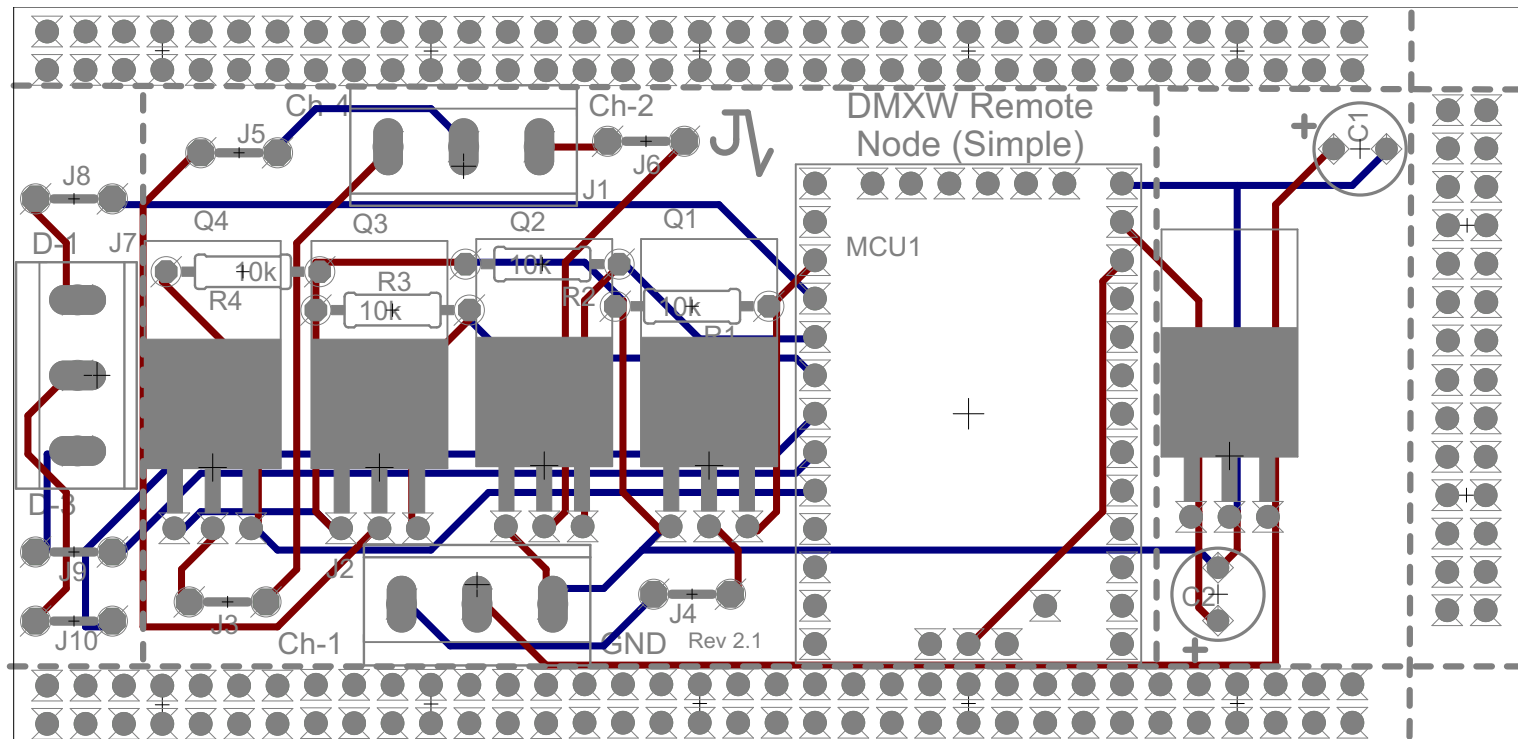 Ch-4
Ch-2
DMXW Remote
Node (Simple)
+
C1
J5
J6
J8
J1
Q4
Q3
Q2
Q1
D-1
J7
MCU1
10k
10k
R4
R3
R2
10k
10k
R1
D-3
J9
J2
J10
J3
J4
C2
Ch-1
GND
Rev 2.1
+